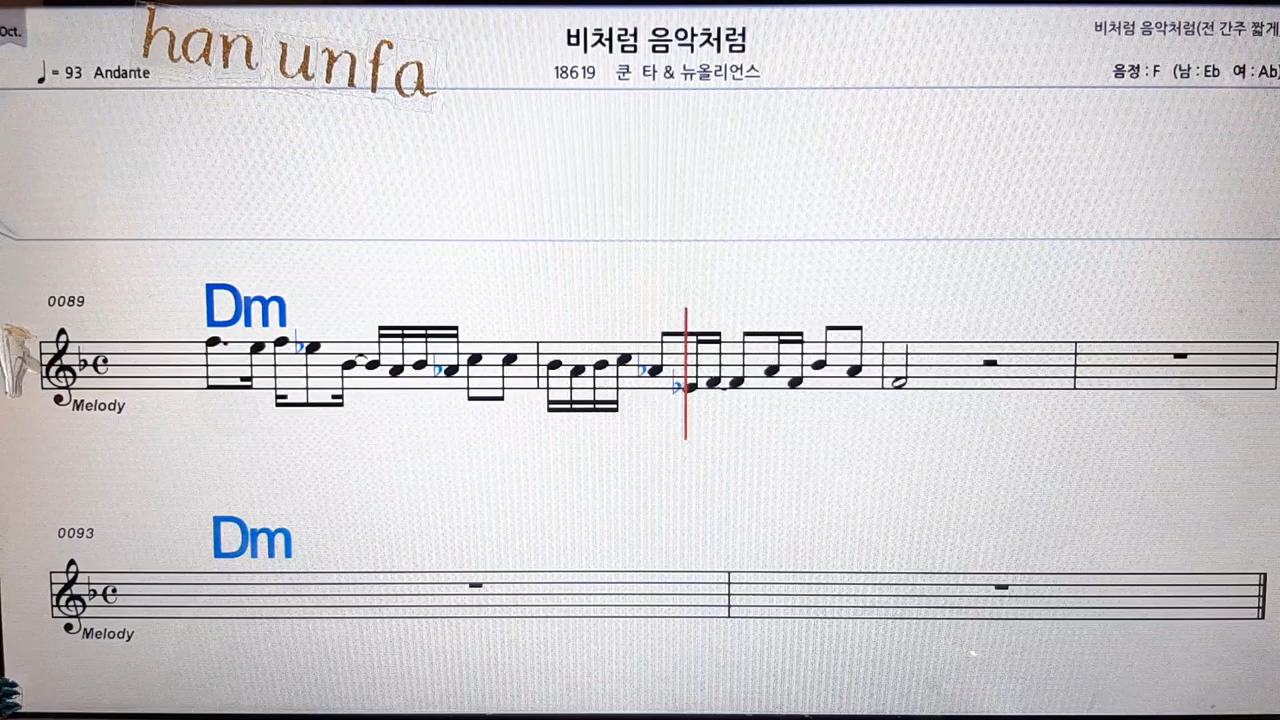 Oct.
han unfa
비처럼 음악처럼
비처럼 음악처럼(전 간주 짧게
♩= 93 Andante
18619 쿤 타 & 뉴올리언스
음정 : F (남 : Eb 여 : Ab)
Dm
0089
Melody
Dm
0093
Melody